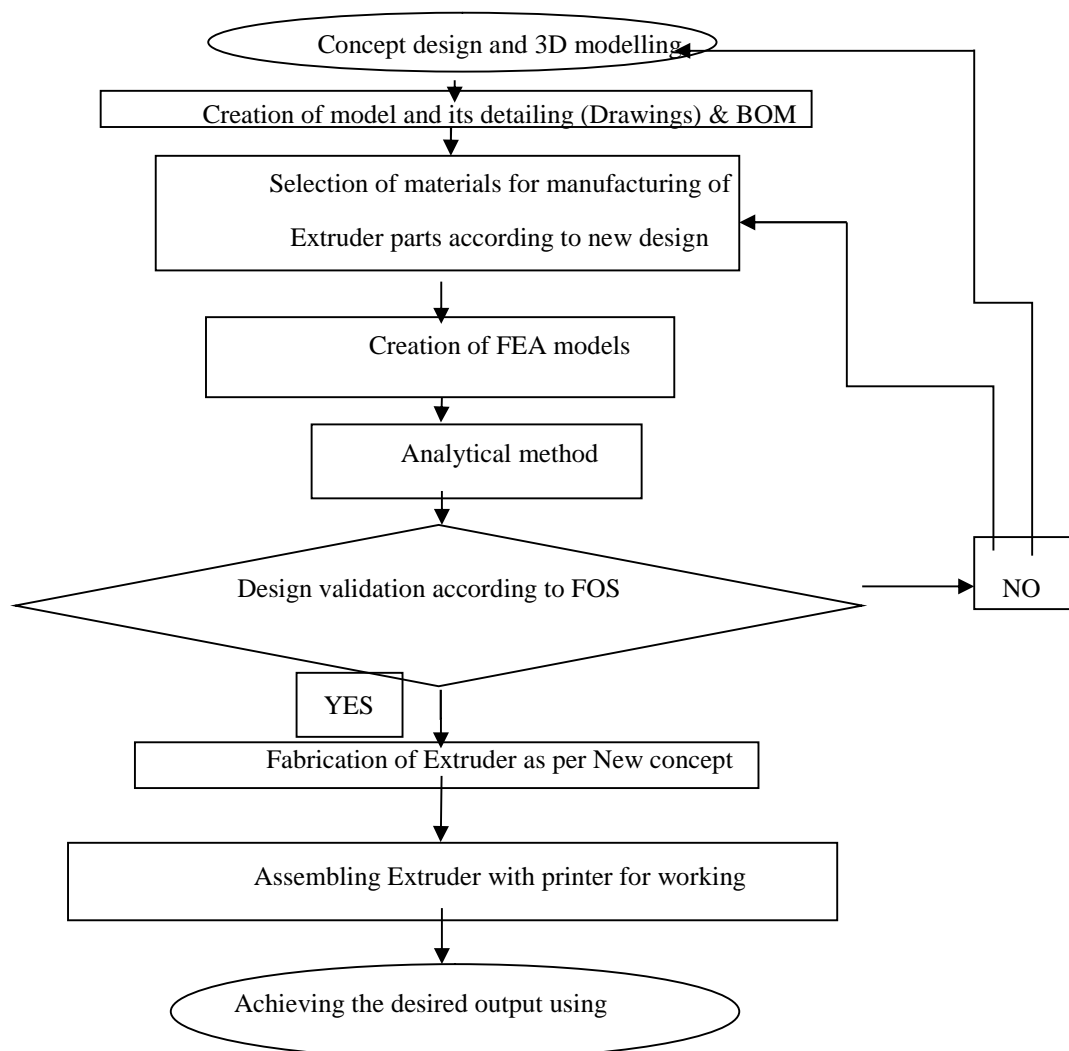 Concept design and 3D modelling
Creation of model and its detailing (Drawings) & BOM
Selection of materials for manufacturing of
Extruder parts according to new design
Creation of FEA models
Analytical method
Design validation according to FOS
NO
YES
Fabrication of Extruder as per New concept
Assembling Extruder with printer for working
Achieving the desired output using